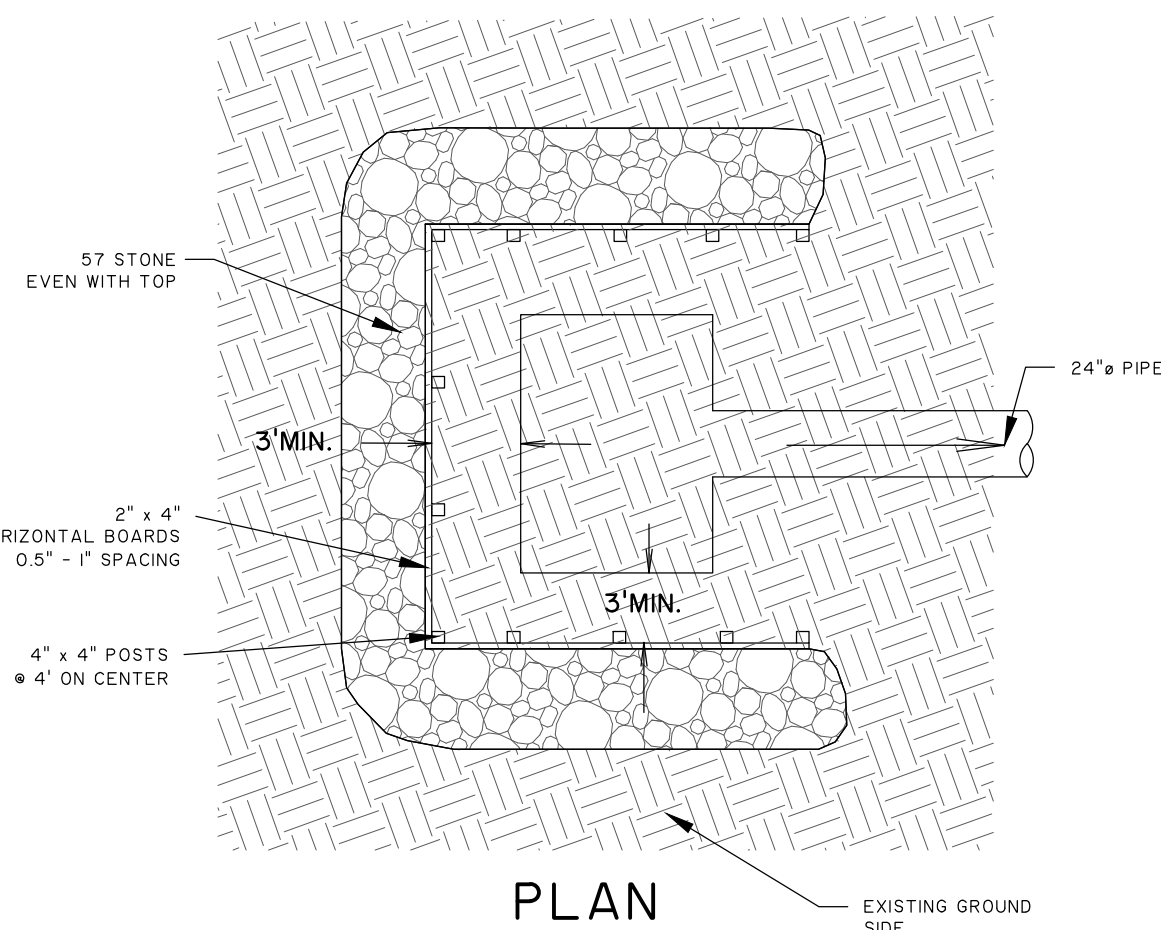 57 STONE
EVEN WITH TOP
24"ø PIPE
3'MIN.
2" x 4"
RIZONTAL BOARDS
0.5" - 1" SPACING
3'MIN.
4" x 4" POSTS
@ 4' ON CENTER
PLAN
EXISTING GROUND
SIDE